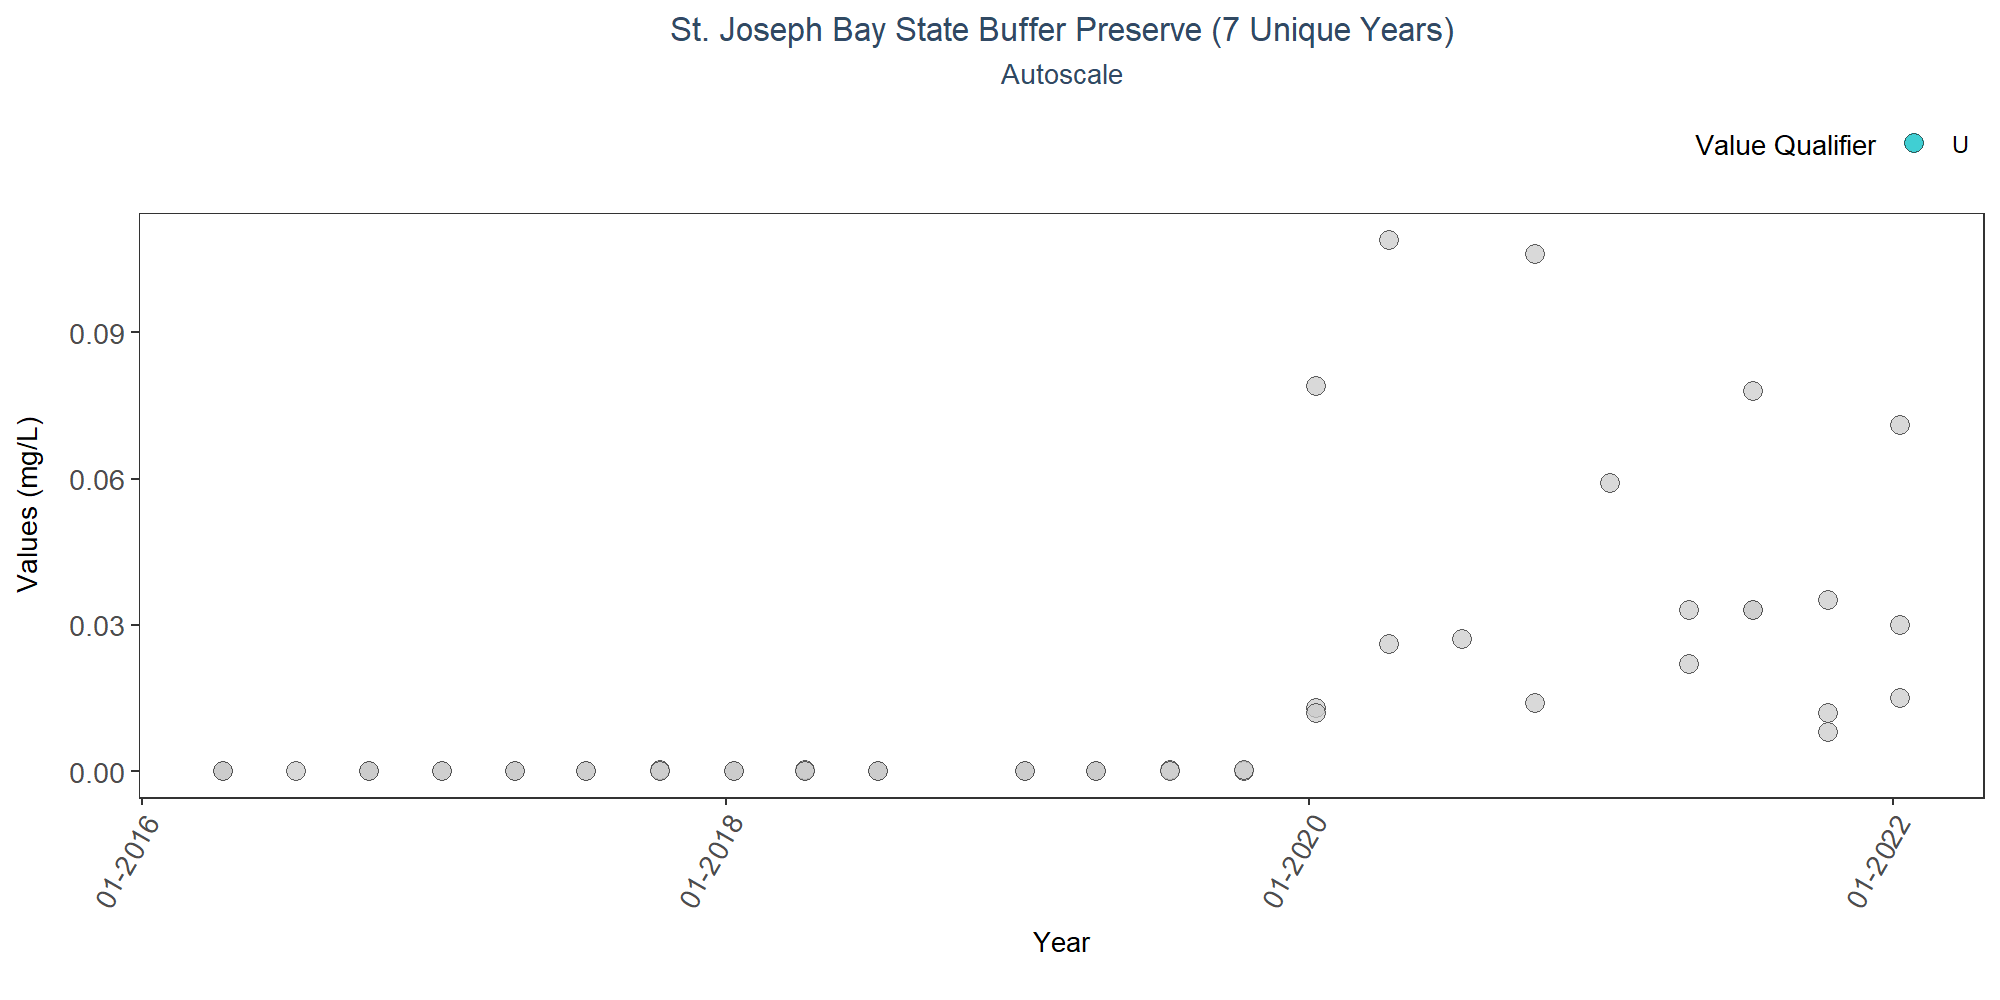 St. Joseph Bay State Buffer Preserve (7 Unique Years)
Autoscale
Value Qualifier U
Values (mg/L)
0.09
0.06
0.03
0.00
01-2016 01-2018 01-2020 01-2022
Year